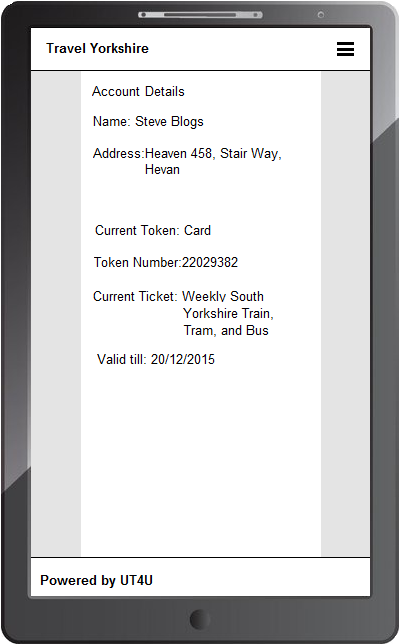 Travel Yorkshire
Account Details
Name: Steve Blogs
Address:Heaven 458, Stair Way,
Hevan
Current Token: Card
Token Number:22029382
Current Ticket: Weekly South
Yorkshire Train,
Tram, and Bus
Valid till: 20/12/2015
Powered by UT4U